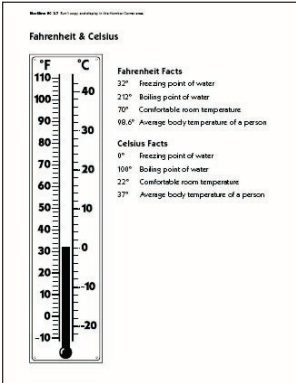 Fahrenheit & Celsius
°F °C
110
100
90
80
70
60
50
40
30
20
10
0
-10
40
30
20
10
0
-10
-20
Fahrenheit Facts
32° Freezing point of water
212° Boiling point of water
70° Comfortable room temperature
98.6° Average body temperature of a person
Celsius Facts
0° Freezing point of water
100° Boiling point of water
22° Comfortable room temperature
37° Average body temperature of a person